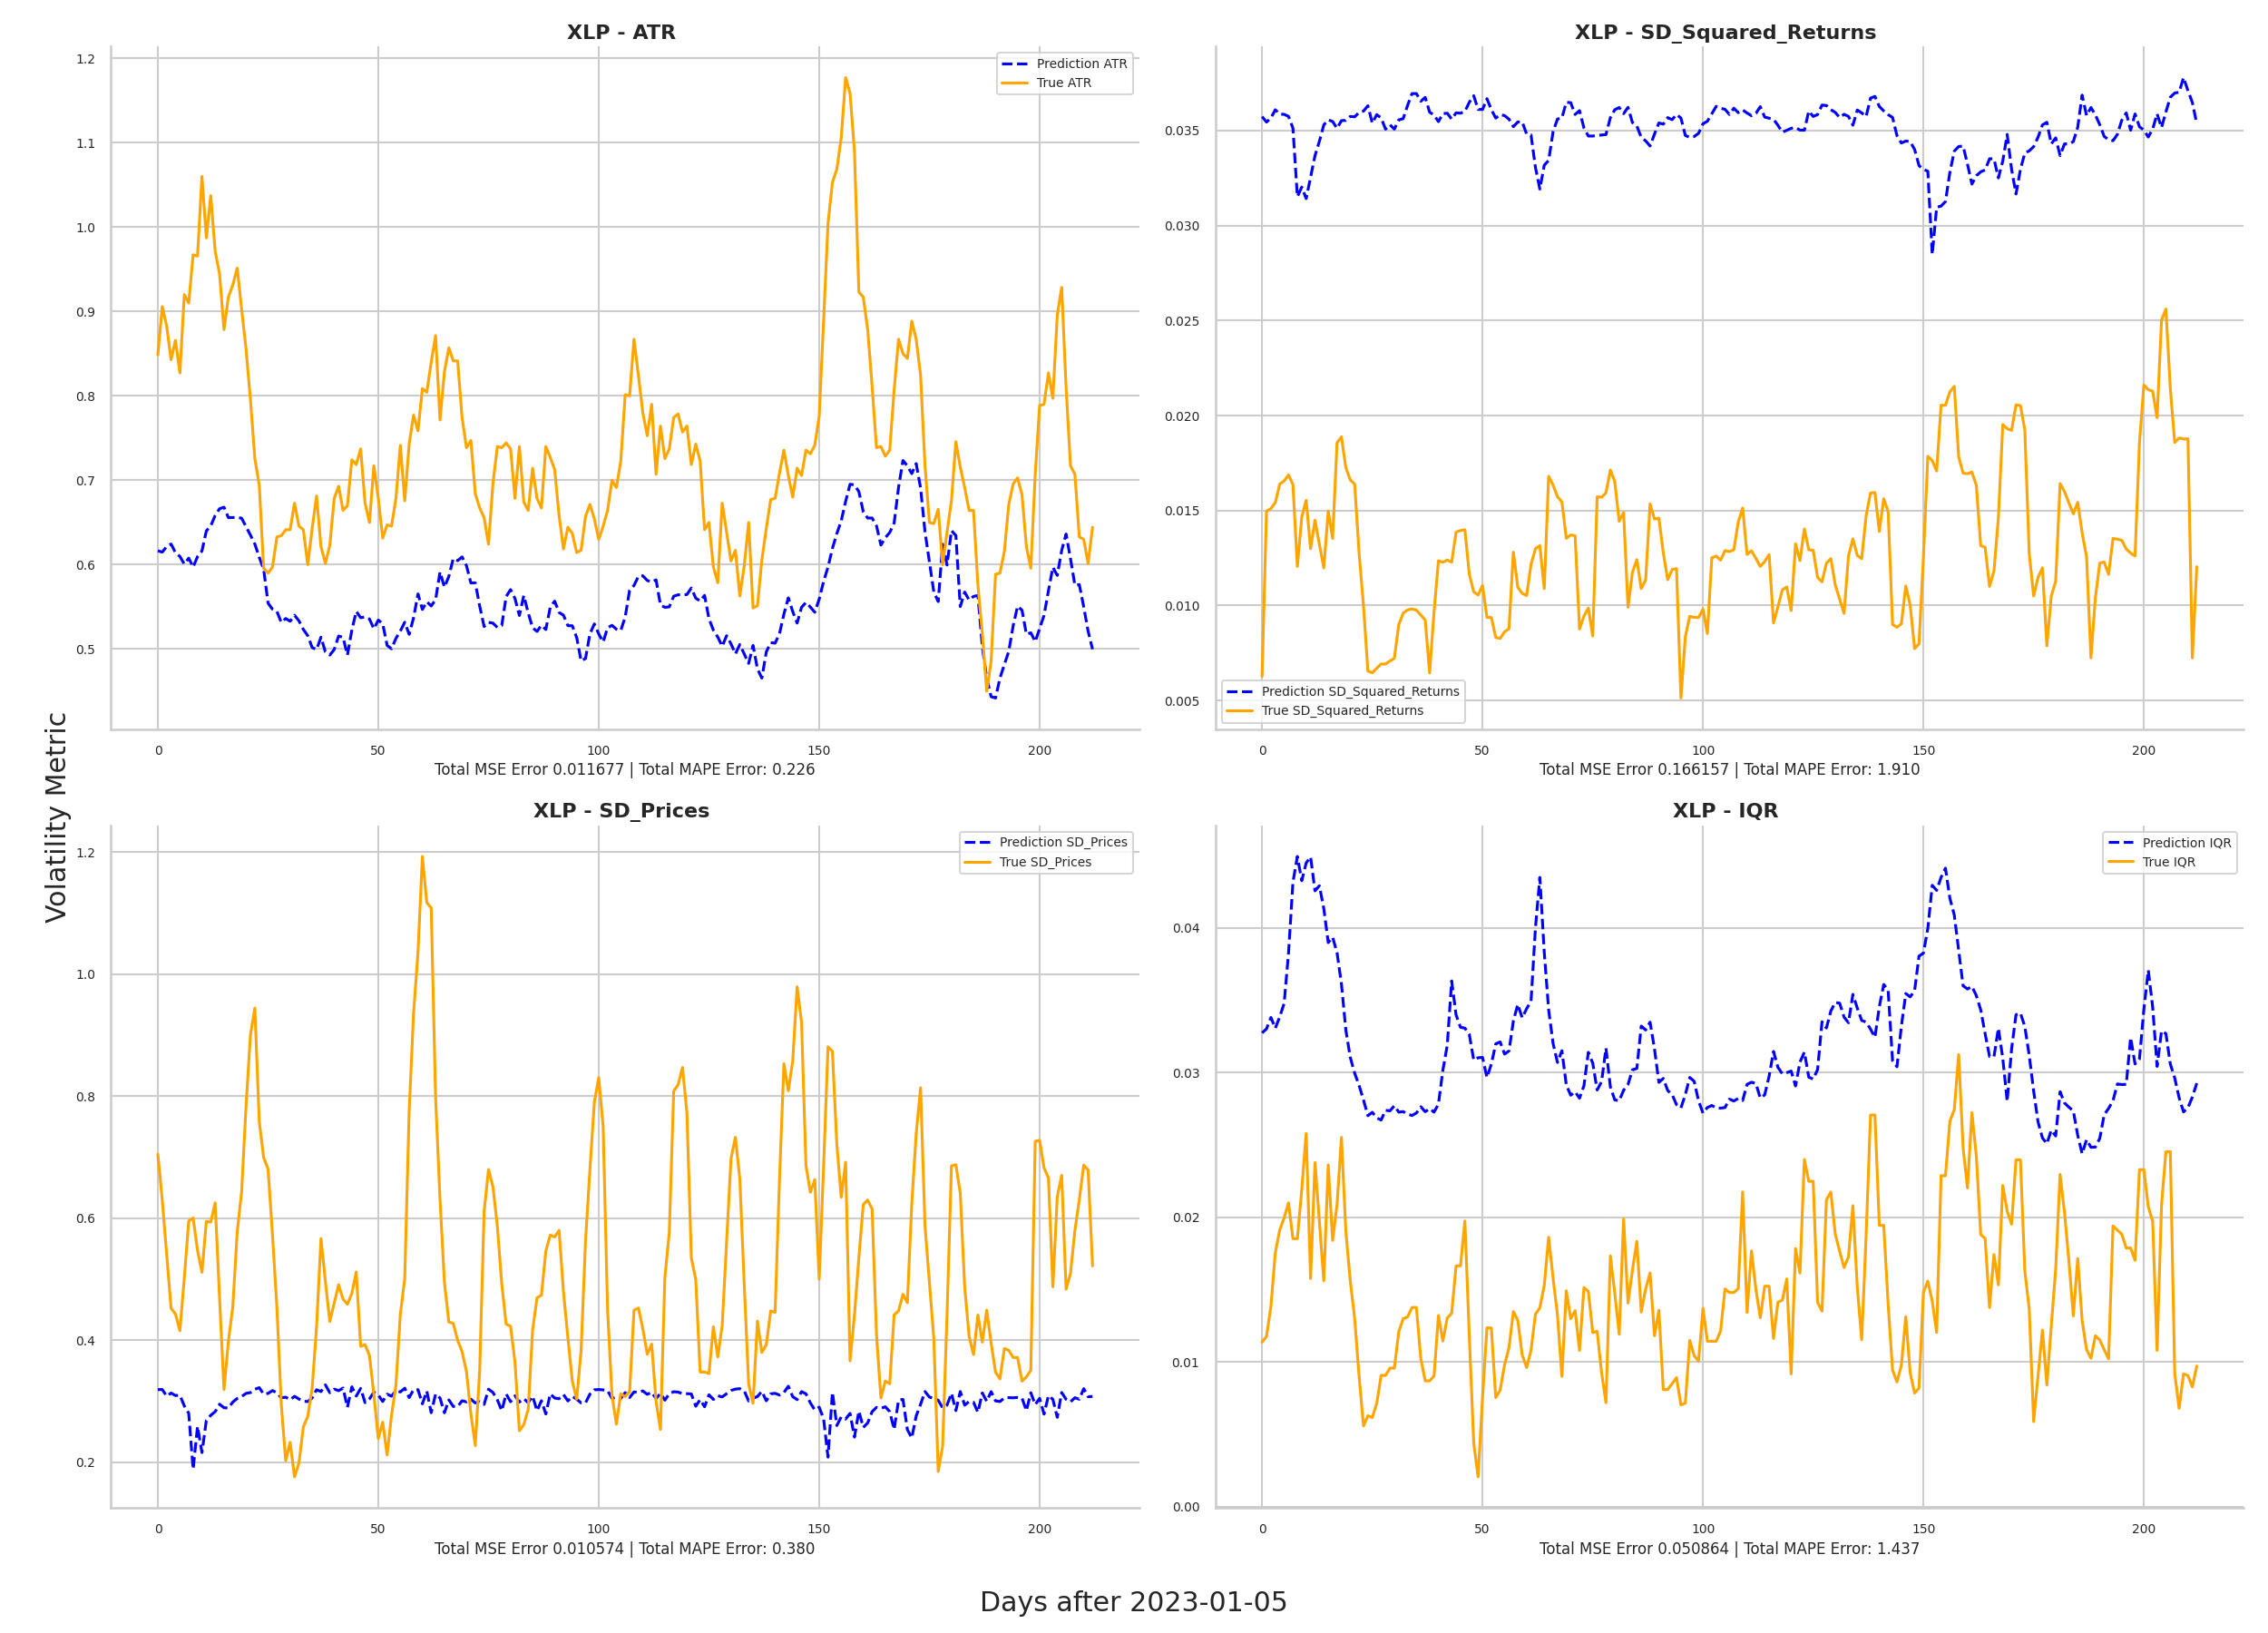 XLP - ATR
1.2
1.1
1.0
0.9
0.8
0.7
0.6
0.5
0
50
100
150
200
Prediction ATR
True ATR
Total MSE Error 0.011677 | Total MAPE Error: 0.226
XLP - SD_Squared_Returns
0.035
0.030
0.025
0.020
0.015
0.010
0.005
0
50
100
150
200
Prediction SD_Squared_Returns
True SD_Squared_Returns
Total MSE Error 0.166157 | Total MAPE Error: 1.910
Volatility Metric
XLP - SD_Prices
1.2
1.0
0.8
0.6
0.4
0.2
0
50
100
150
200
Prediction SD_Prices
True SD_Prices
Total MSE Error 0.010574 | Total MAPE Error: 0.380
XLP - IQR
0.04
0.03
0.02
0.01
0.00
0
50
100
150
200
Prediction IQR
True IQR
Total MSE Error 0.050864 | Total MAPE Error: 1.437
Days after 2023-01-05